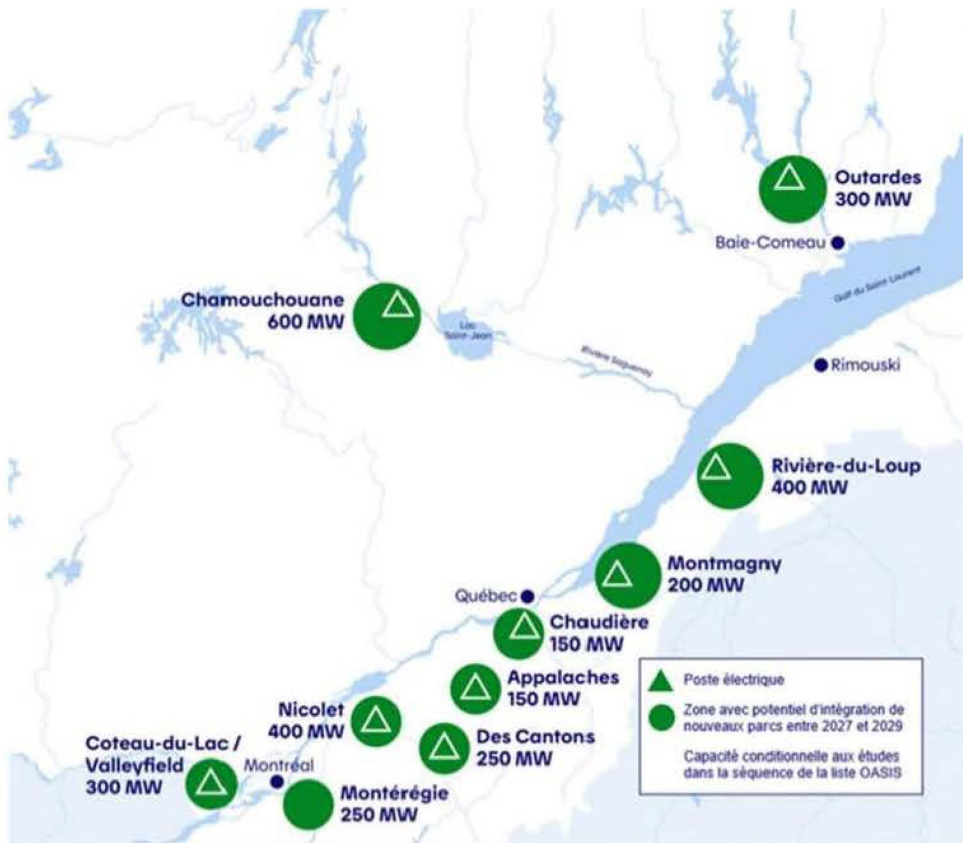 Outardes
300 MW
Baie-Comeau
Golf du Saint-Laurent
Chamouchouane
600 MW
Lac
Saint-Jean
Rivière Saguenay
Rimouski
Rivière-du-Loup
400 MW
Montmagny
200 MW
Québec
Chaudière
150 MW
Appalaches
150 MW
Nicolet
400 MW
Des Cantons
250 MW
Coteau-du-Lac /
Valleyfield
300 MW
Montréal
Montérégie
250 MW
Poste électrique
Zone avec potentiel d'intégration de
nouveaux parcs entre 2027 et 2029
Capacité conditionnelle aux études
dans la séquence de la liste OASIS